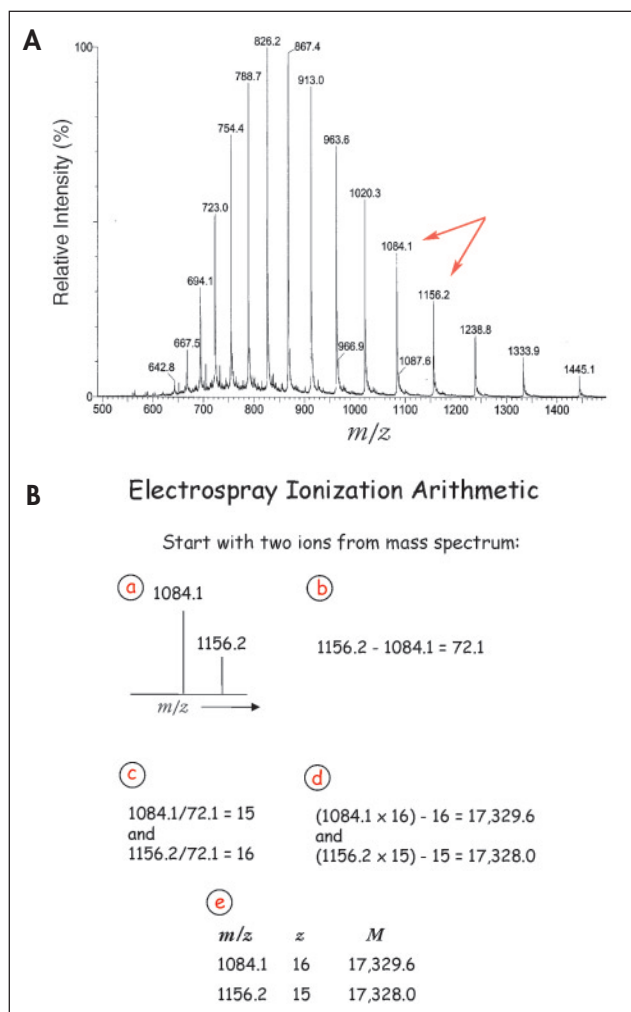 A
100
Relative Intensity (%)
0
642.8
667.5
694.1
723.0
754.4
788.7
826.2
867.4
913.0
963.6
966.9
1020.3
1084.1
1087.6
1156.2
1238.8
1333.9
1445.1
500 600 700 800 900 1000 1100 1200 1300 1400
m/z
B
Electrospray Ionization Arithmetic
Start with two ions from mass spectrum:
a
1084.1
1156.2
m/z
b
1156.2 - 1084.1 = 72.1
c
1084.1/72.1 = 15
and
1156.2/72.1 = 16
d
(1084.1 x 16) - 16 = 17,329.6
and
(1156.2 x 15) - 15 = 17,328.0
e
m/z z M
1084.1 16 17,329.6
1156.2 15 17,328.0